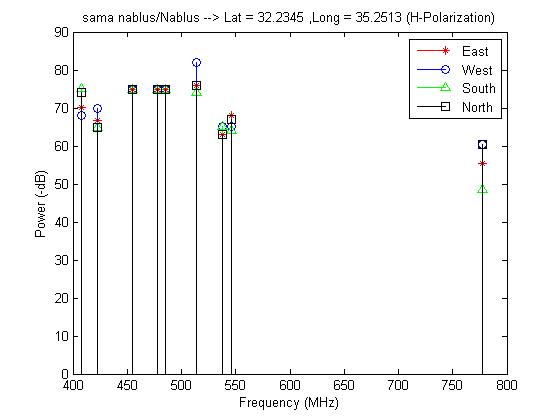 sama nablus/Nablus --> Lat = 32.2345 ,Long = 35.2513 (H-Polarization)
90
80
70
60
50
40
30
20
10
0
Power (-dB)
East
West
South
North
400 450 500 550 600 650 700 750 800
Frequency (MHz)